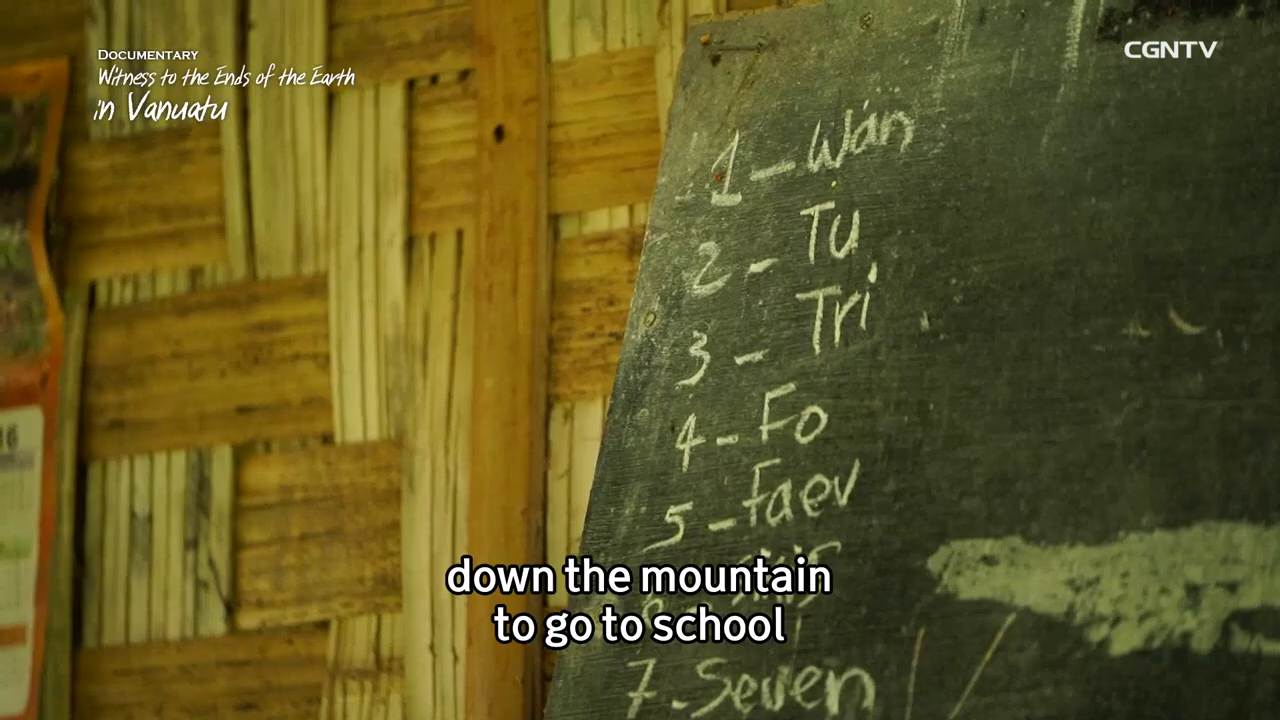 DOCUMENTARY
Witness to the Ends of the Earth
in Vanuatu
CGNTV
1 - Wan
2 - Tu
3 - Tri
4 - Fo
5 - Faev
down the mountain
to go to school
7. Seven